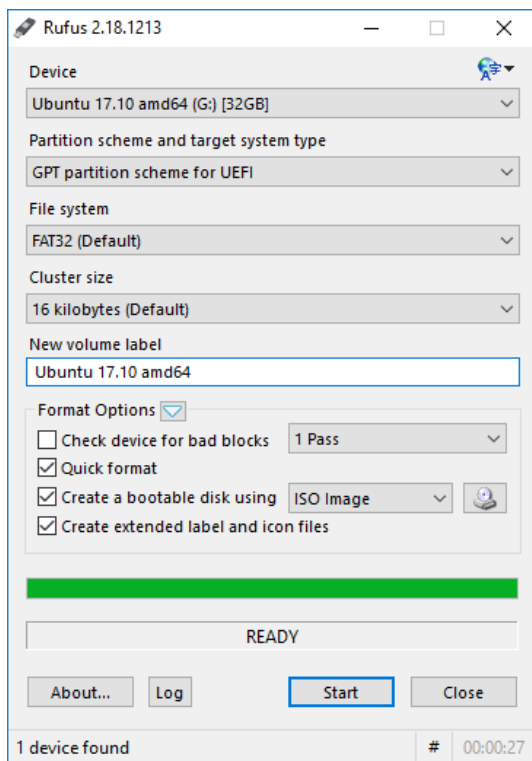 Rufus 2.18.1213
Device
Ubuntu 17.10 amd64 (G:) [32GB]
Partition scheme and target system type
GPT partition scheme for UEFI
File system
FAT32 (Default)
Cluster size
16 kilobytes (Default)
New volume label
Ubuntu 17.10 amd64
Format Options
Check device for bad blocks 1 Pass
Quick format
Create a bootable disk using ISO Image
Create extended label and icon files
READY
About... Log Start Close
1 device found # 00:00:27